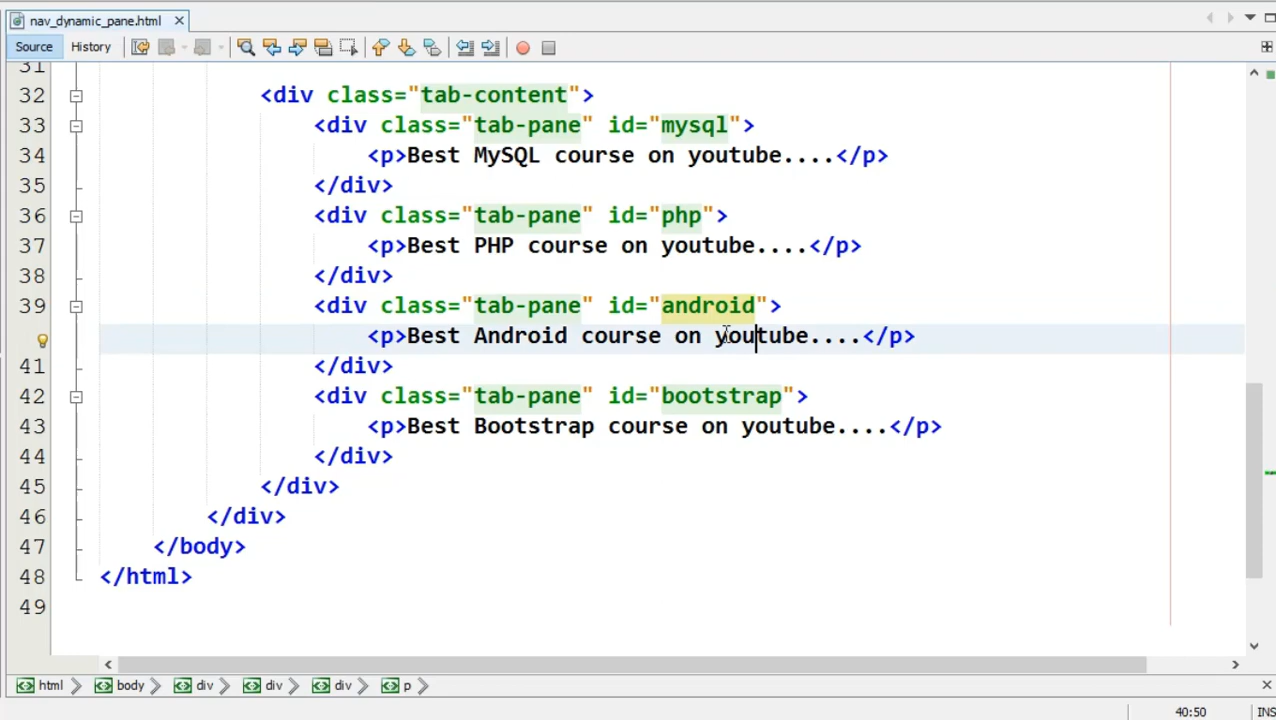 nav_dynamic_pane.html
Source History
31
32 <div class="tab-content">
33 <div class="tab-pane" id="mysql">
34 <p>Best MySQL course on youtube....</p>
35 </div>
36 <div class="tab-pane" id="php">
37 <p>Best PHP course on youtube....</p>
38 </div>
39 <div class="tab-pane" id="android">
<p>Best Android course on youtube....</p>
41 </div>
42 <div class="tab-pane" id="bootstrap">
43 <p>Best Bootstrap course on youtube....</p>
44 </div>
45 </div>
46 </div>
47 </body>
48 </html>
49
html body div div div p
40:50 INS